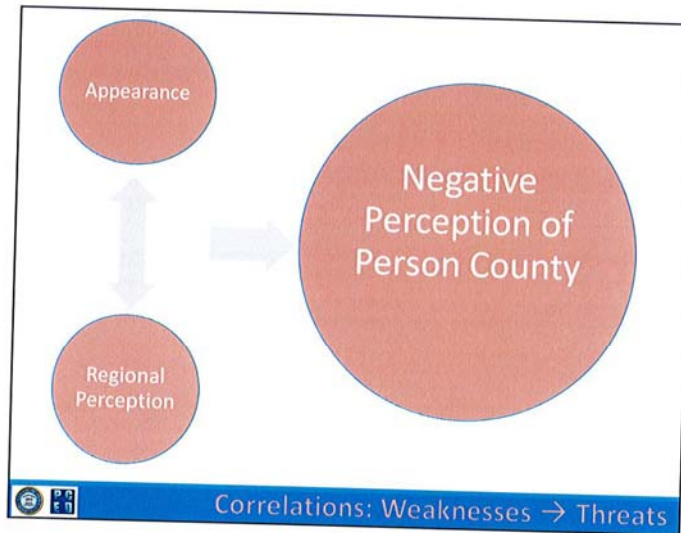 Appearance
Negative
Perception of
Person County
Regional
Perception
P C
E D
Correlations: Weaknesses → Threats